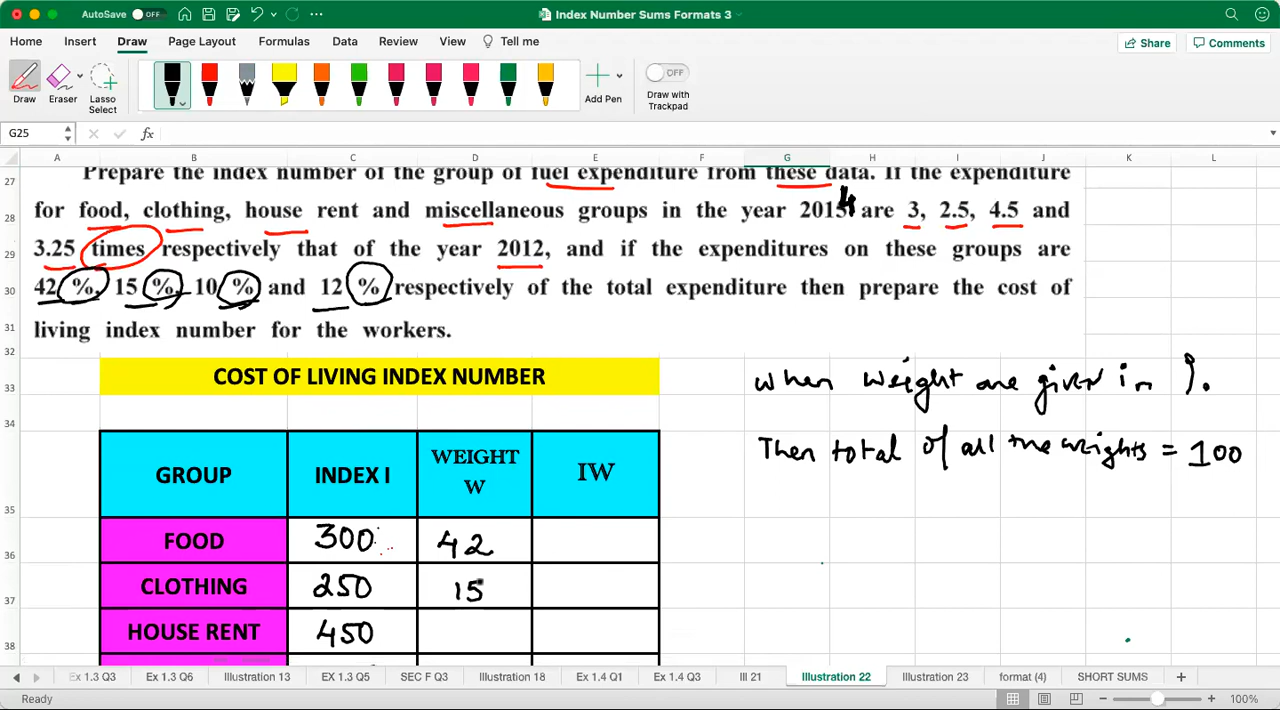 AutoSave OFF Index Number Sums Formats 3
Home Insert Draw Page Layout Formulas Data Review View Tell me Share Comments
Draw Eraser Lasso Select Add Pen OFF Draw with Trackpad
G25 fx
A B C D E F G H I J K L
27 Prepare the index number of the group of fuel expenditure from these data. If the expenditure
28 for food, clothing, house rent and miscellaneous groups in the year 2014 are 3, 2.5, 4.5 and
29 3.25 times respectively that of the year 2012, and if the expenditures on these groups are
30 42 %, 15 %, 10 % and 12 % respectively of the total expenditure then prepare the cost of
31 living index number for the workers.
32
33 COST OF LIVING INDEX NUMBER When weight are given in %.
34 Then total of all the weights = 100
35 GROUP INDEX I WEIGHT W IW
36 FOOD 300 42
37 CLOTHING 250 15
38 HOUSE RENT 450
Ex 1.3 Q3 Ex 1.3 Q6 Illustration 13 Ex 1.3 Q5 SEC F Q3 Illustration 18 Ex 1.4 Q1 Ex 1.4 Q3 Ill 21 Illustration 22 Illustration 23 format (4) SHORT SUMS
Ready 100%